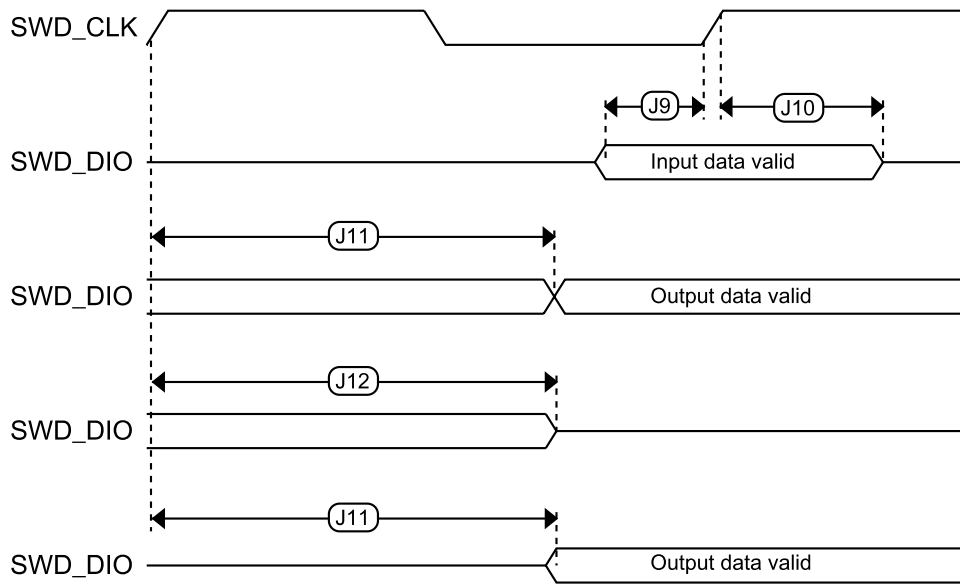 SWD_CLK
J9
J10
SWD_DIO
Input data valid
J11
SWD_DIO
Output data valid
J12
SWD_DIO
J11
SWD_DIO
Output data valid